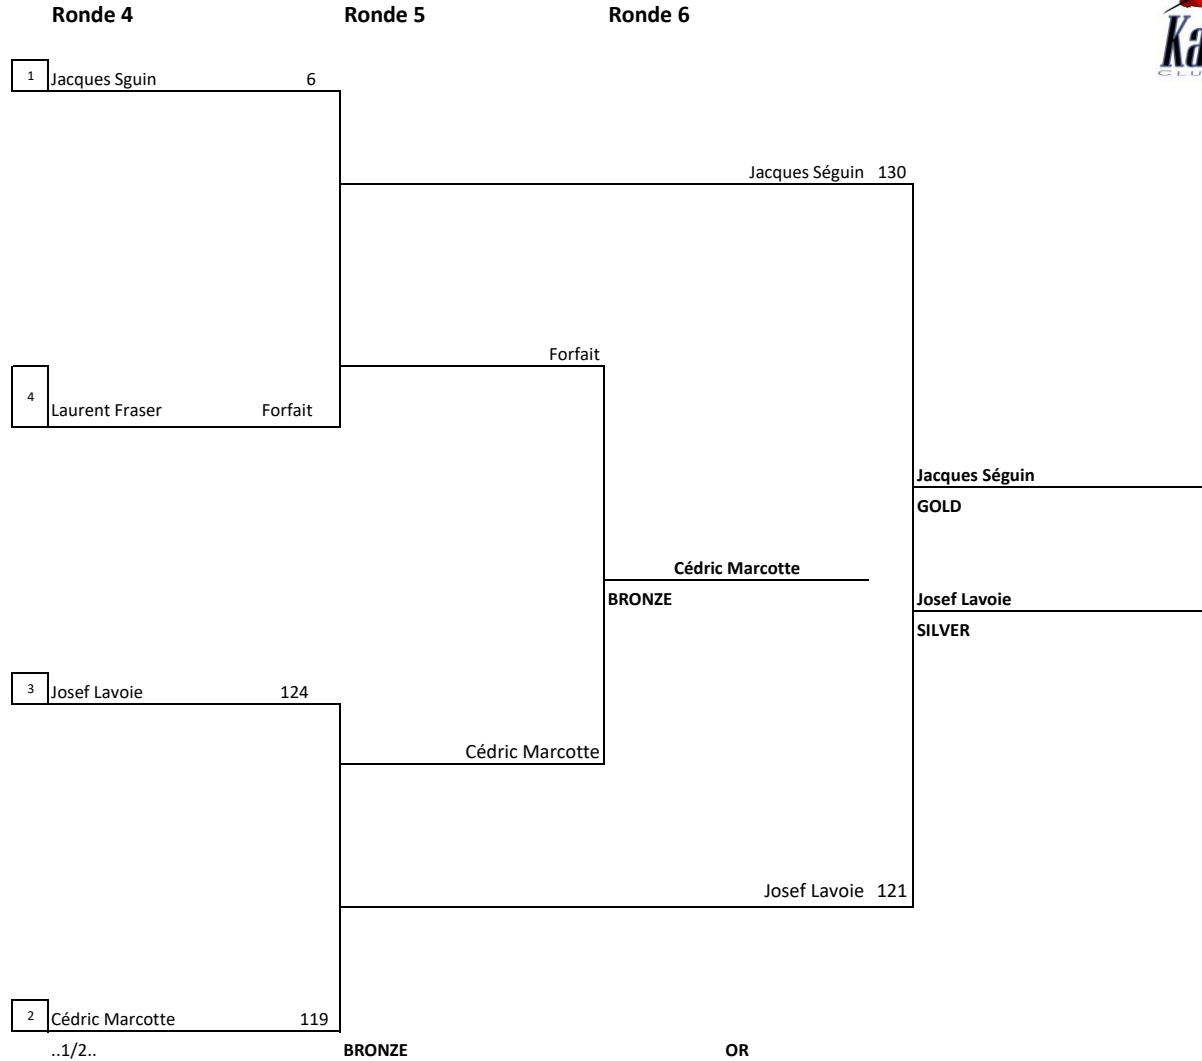 Ronde 4 Ronde 5 Ronde 6
Ka
CLU
1 Jacques Sguin 6
Jacques Séguin 130
Forfait
4 Laurent Fraser Forfait
Jacques Séguin
GOLD
Cédric Marcotte
BRONZE
Josef Lavoie
SILVER
3 Josef Lavoie 124
Cédric Marcotte
Josef Lavoie 121
2 Cédric Marcotte 119
..1/2.. BRONZE OR